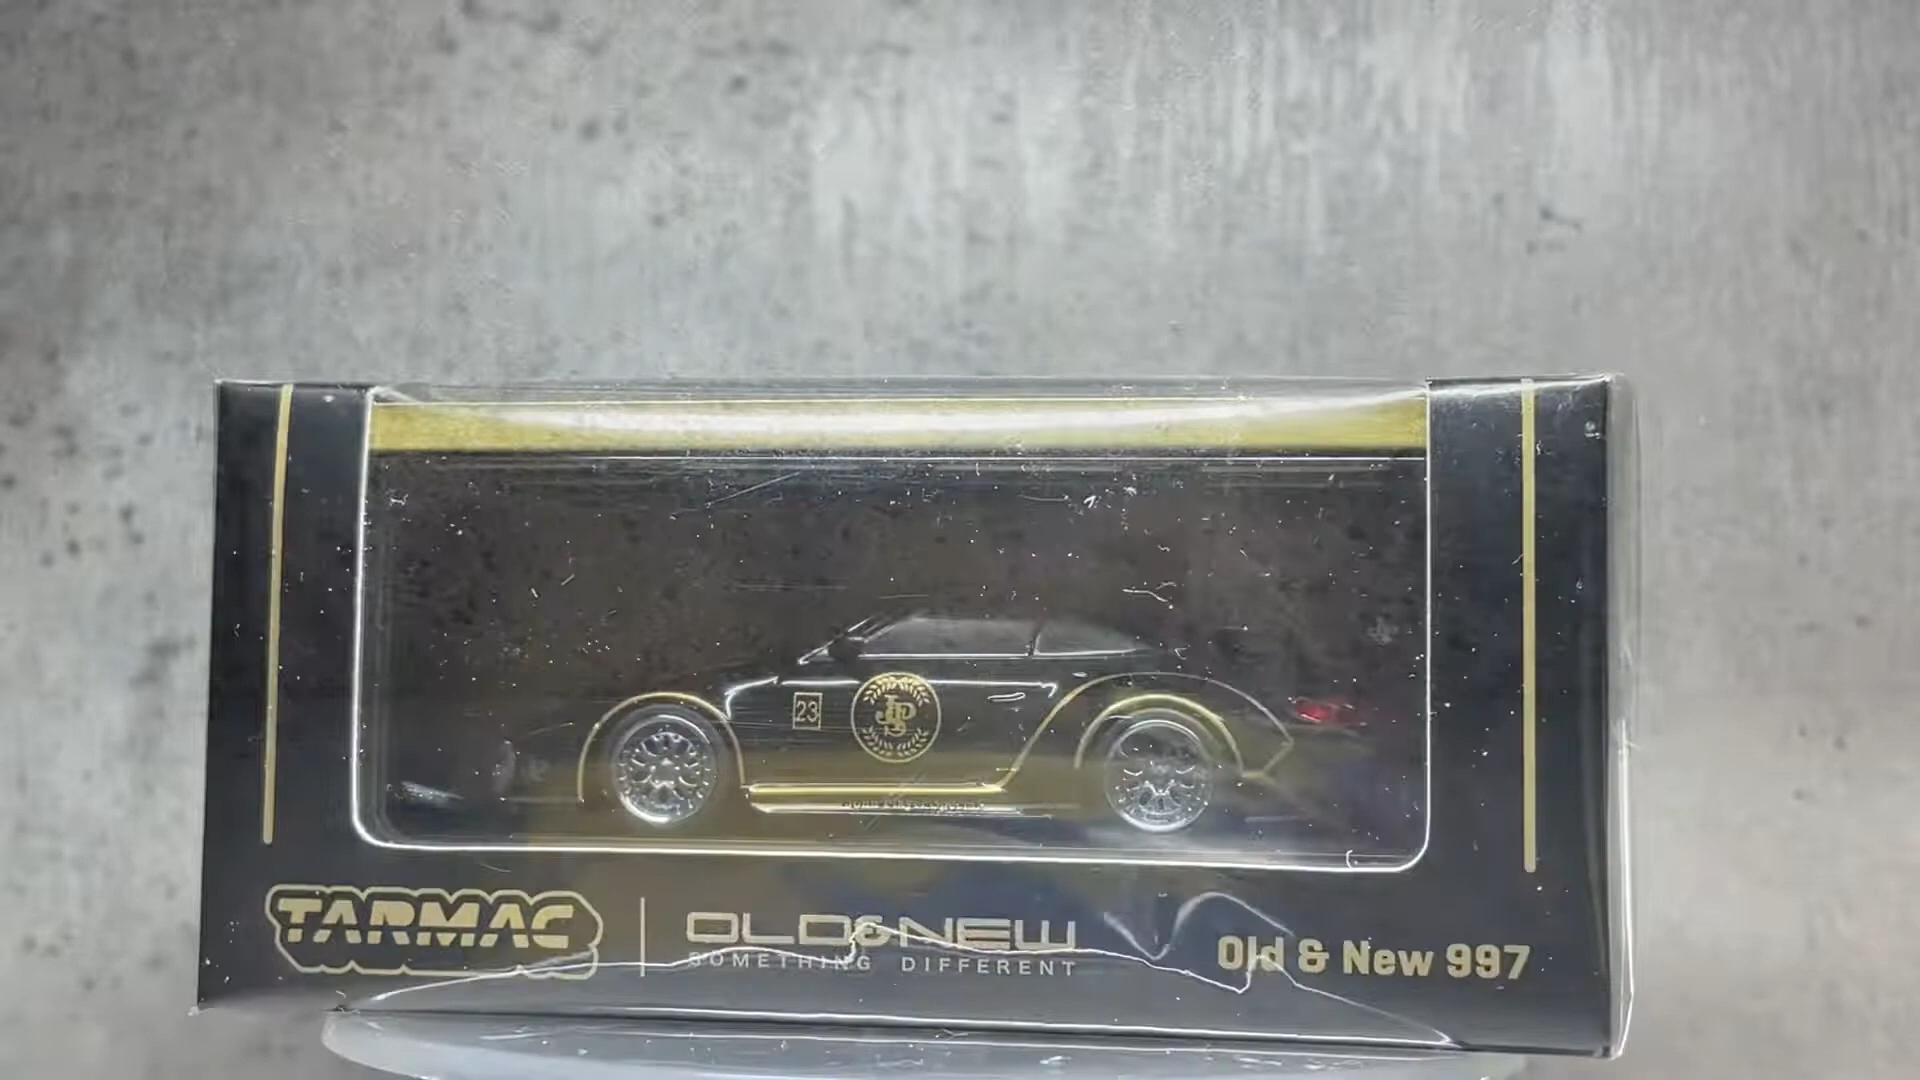 23
JPS
TARMAC
OLD&NEW
SOMETHING DIFFERENT
Old & New 997